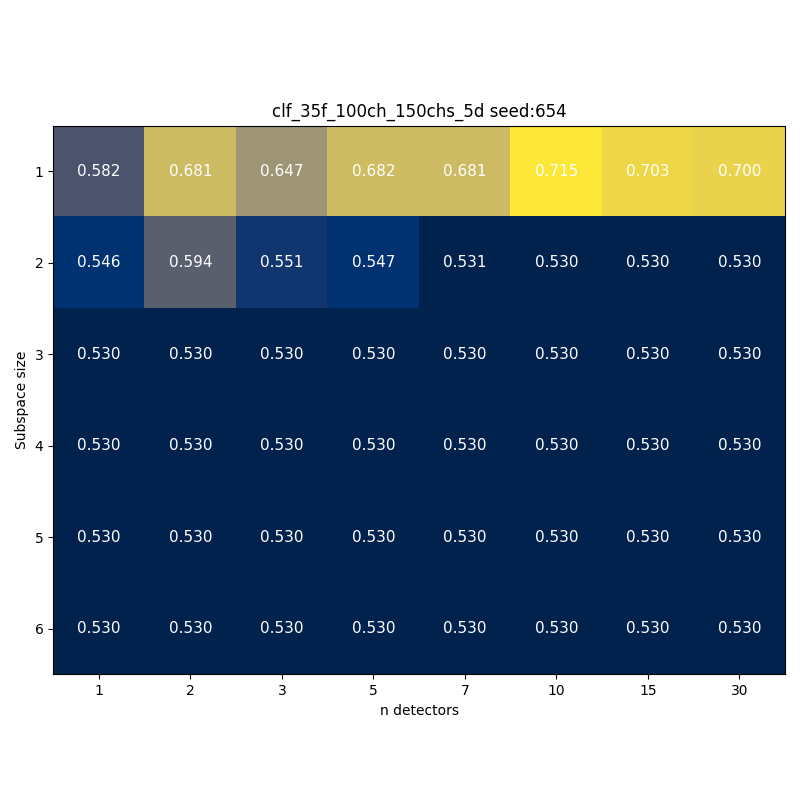 clf_35f_100ch_150chs_5d seed:654
1 0.582 0.681 0.647 0.682 0.681 0.715 0.703 0.700
2 0.546 0.594 0.551 0.547 0.531 0.530 0.530 0.530
3 0.530 0.530 0.530 0.530 0.530 0.530 0.530 0.530
4 0.530 0.530 0.530 0.530 0.530 0.530 0.530 0.530
5 0.530 0.530 0.530 0.530 0.530 0.530 0.530 0.530
6 0.530 0.530 0.530 0.530 0.530 0.530 0.530 0.530
Subspace size
1 2 3 5 7 10 15 30
n detectors